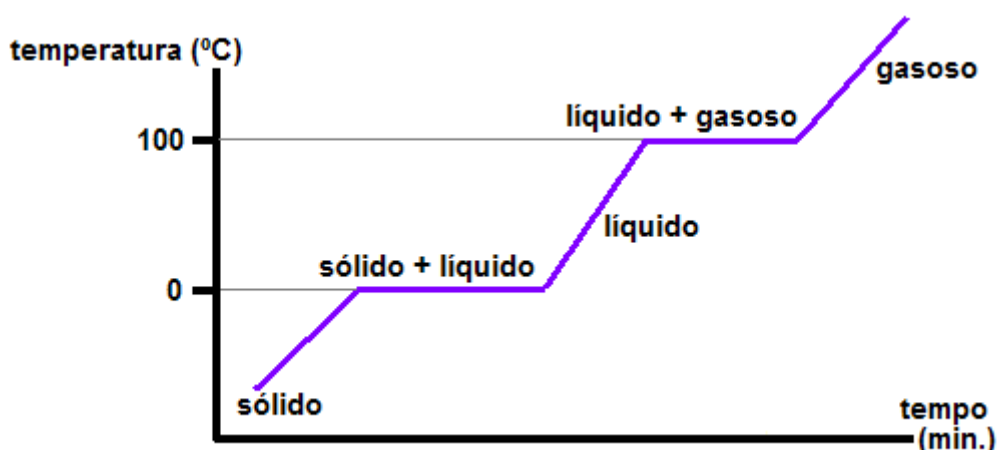 temperatura (ºC)
gasoso
líquido + gasoso
100
líquido
sólido + líquido
0
sólido
tempo
(min.)